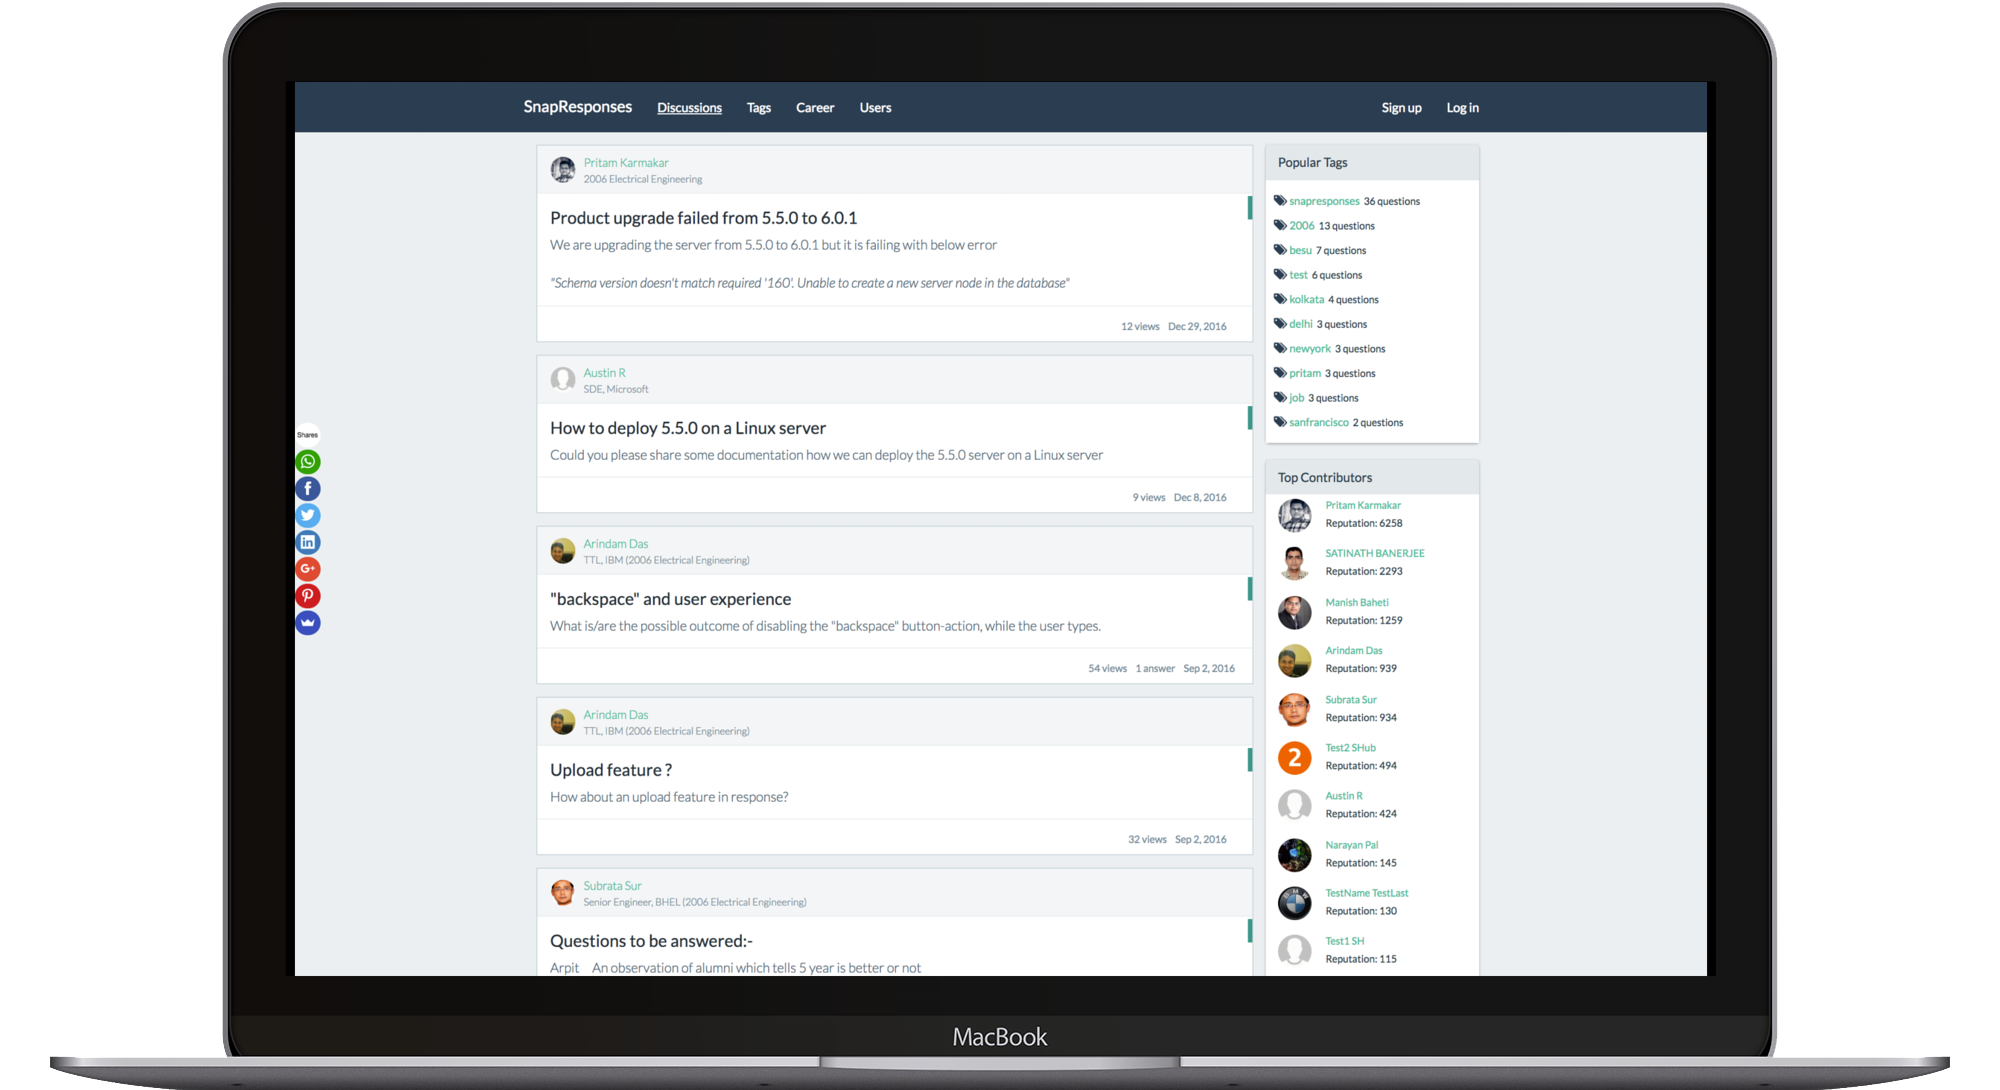 SnapResponses Discussions Tags Career Users Sign up Log in
Pritam Karmakar
2006 Electrical Engineering
Product upgrade failed from 5.5.0 to 6.0.1
We are upgrading the server from 5.5.0 to 6.0.1 but it is failing with below error
"Schema version doesn't match required '160'. Unable to create a new server node in the database"
12 views Dec 29, 2016
Austin R
SDE, Microsoft
How to deploy 5.5.0 on a Linux server
Could you please share some documentation how we can deploy the 5.5.0 server on a Linux server
9 views Dec 8, 2016
Arindam Das
TTL, IBM (2006 Electrical Engineering)
"backspace" and user experience
What is/are the possible outcome of disabling the "backspace" button-action, while the user types.
54 views 1 answer Sep 2, 2016
Arindam Das
TTL, IBM (2006 Electrical Engineering)
Upload feature ?
How about an upload feature in response?
32 views Sep 2, 2016
Subrata Sur
Senior Engineer, BHEL (2006 Electrical Engineering)
Questions to be answered:-
Arpit An observation of alumni which tells 5 year is better or not
Popular Tags
snapresponses 36 questions
2006 13 questions
besu 7 questions
test 6 questions
kolkata 4 questions
delhi 3 questions
newyork 3 questions
pritam 3 questions
job 3 questions
sanfrancisco 2 questions
Top Contributors
Pritam Karmakar
Reputation: 6258
SATINATH BANERJEE
Reputation: 2293
Manish Baheti
Reputation: 1259
Arindam Das
Reputation: 939
Subrata Sur
Reputation: 934
2
Test2 SHub
Reputation: 494
Austin R
Reputation: 424
Narayan Pal
Reputation: 145
TestName TestLast
Reputation: 130
Test1 SH
Reputation: 115
Shares
MacBook